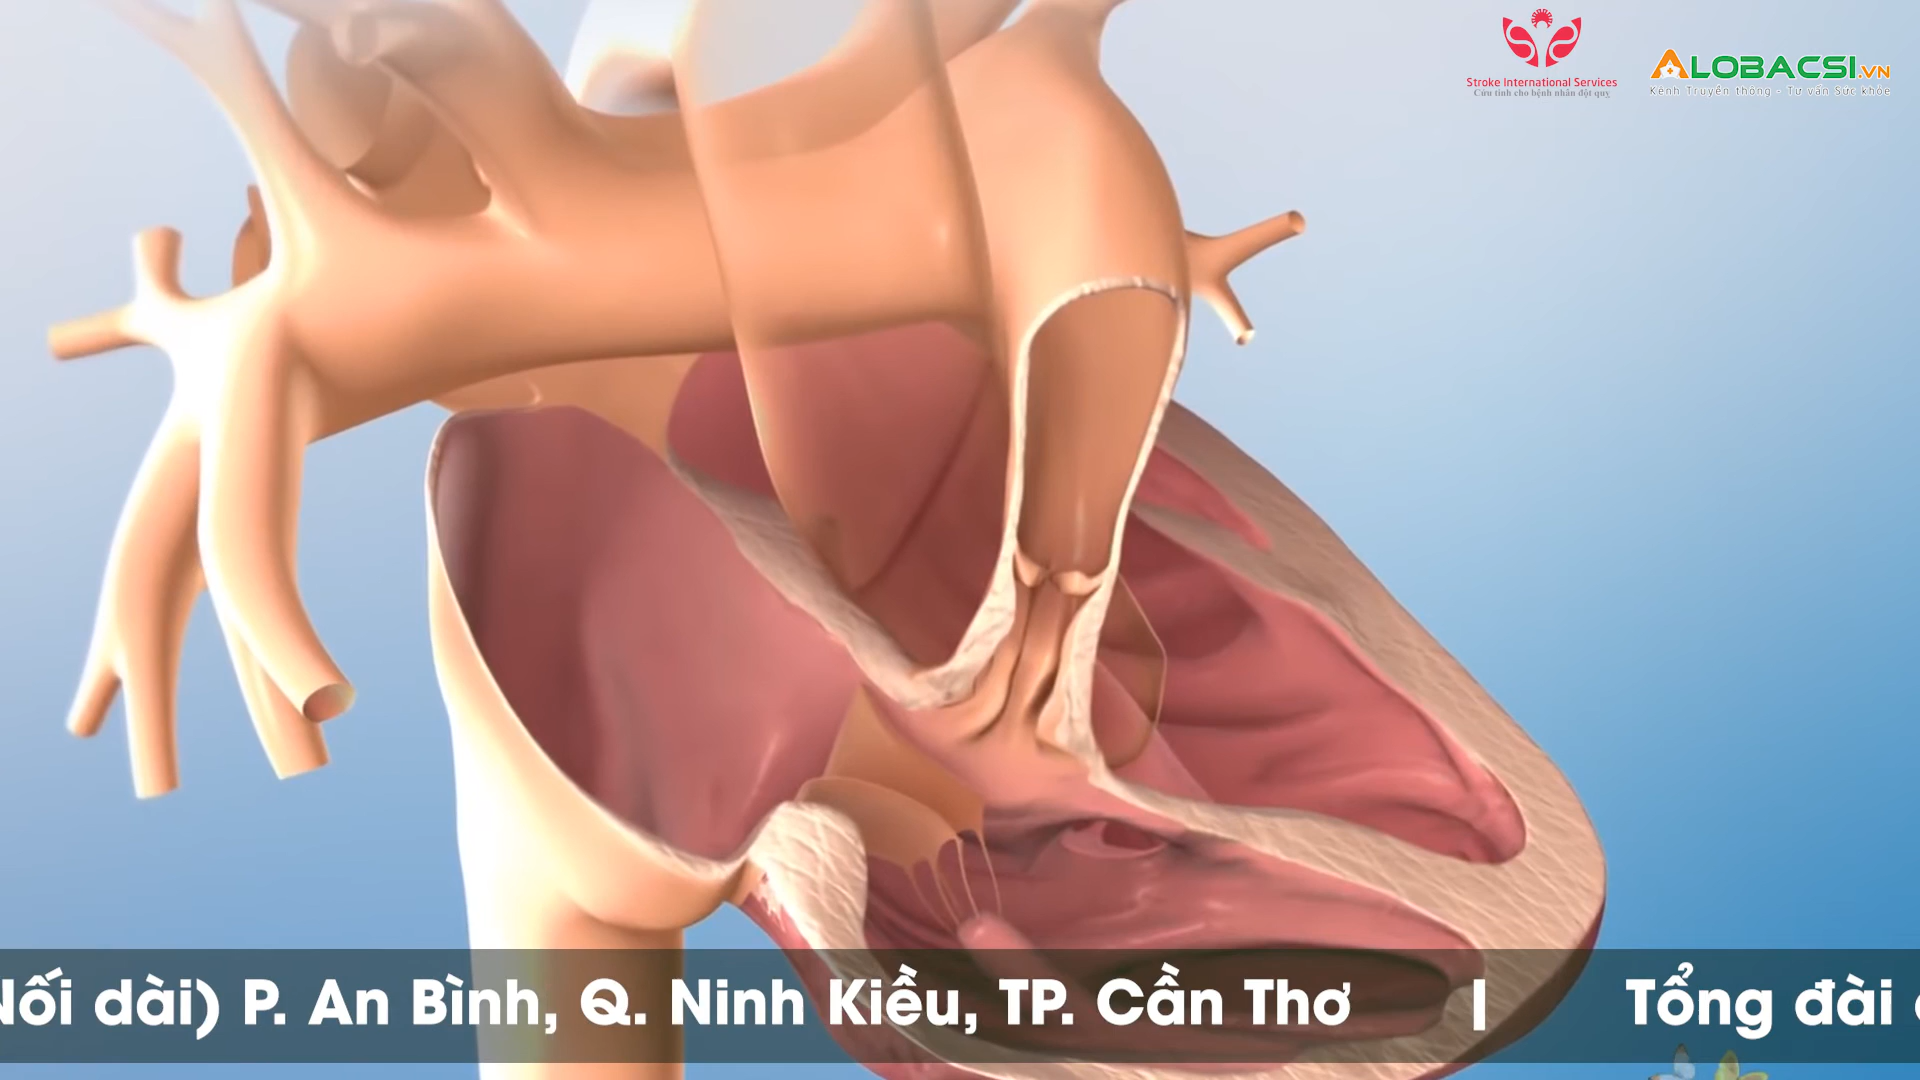 Stroke International Services
Cứu tinh cho bệnh nhân đột quỵ
ALOBACSI.VN
Kênh Truyền thông - Tư vấn Sức khỏe
Nối dài) P. An Bình, Q. Ninh Kiều, TP. Cần Thơ | Tổng đài